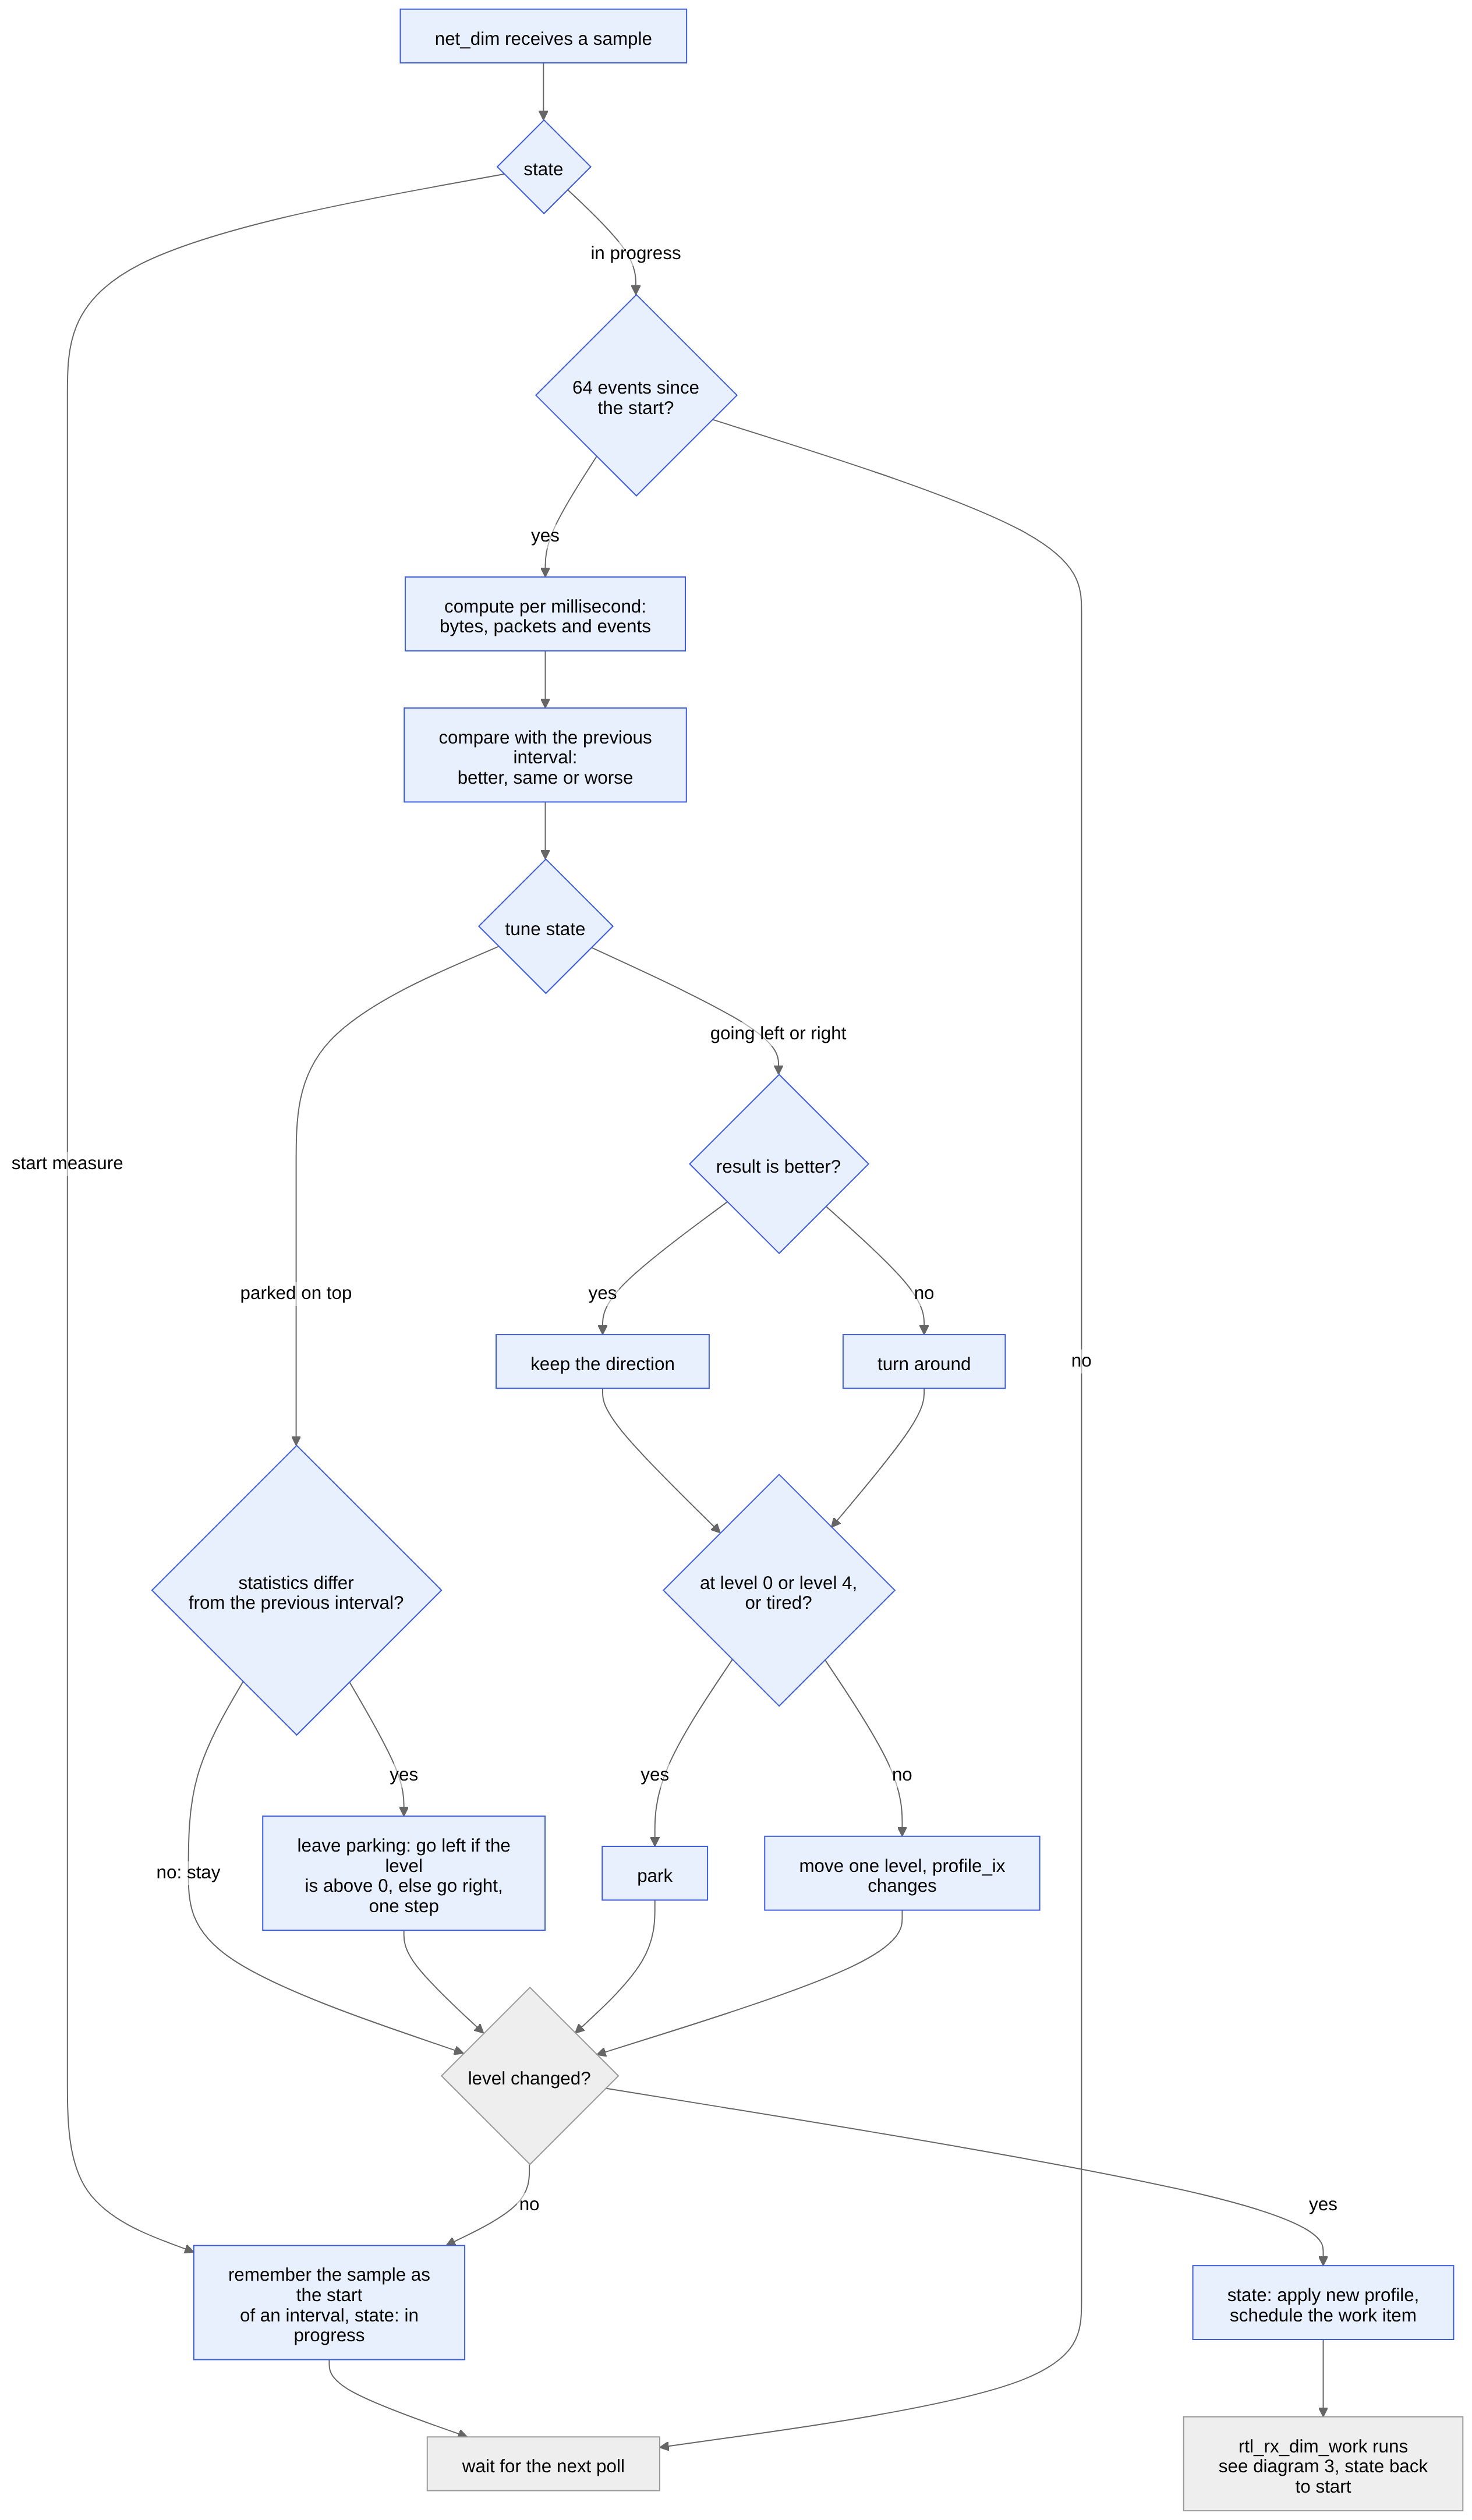 net_dim receives a sample
state
in progress
64 events since
the start?
yes
compute per millisecond:
bytes, packets and events
compare with the previous
interval:
better, same or worse
tune state
going left or right
start measure
result is better?
parked on top
yes
no
keep the direction
turn around
no
statistics differ
from the previous interval?
at level 0 or level 4,
or tired?
yes
yes
no
no: stay
leave parking: go left if the
level
is above 0, else go right,
one step
park
move one level, profile_ix
changes
level changed?
no
yes
remember the sample as
the start
of an interval, state: in
progress
state: apply new profile,
schedule the work item
wait for the next poll
rtl_rx_dim_work runs
see diagram 3, state back
to start